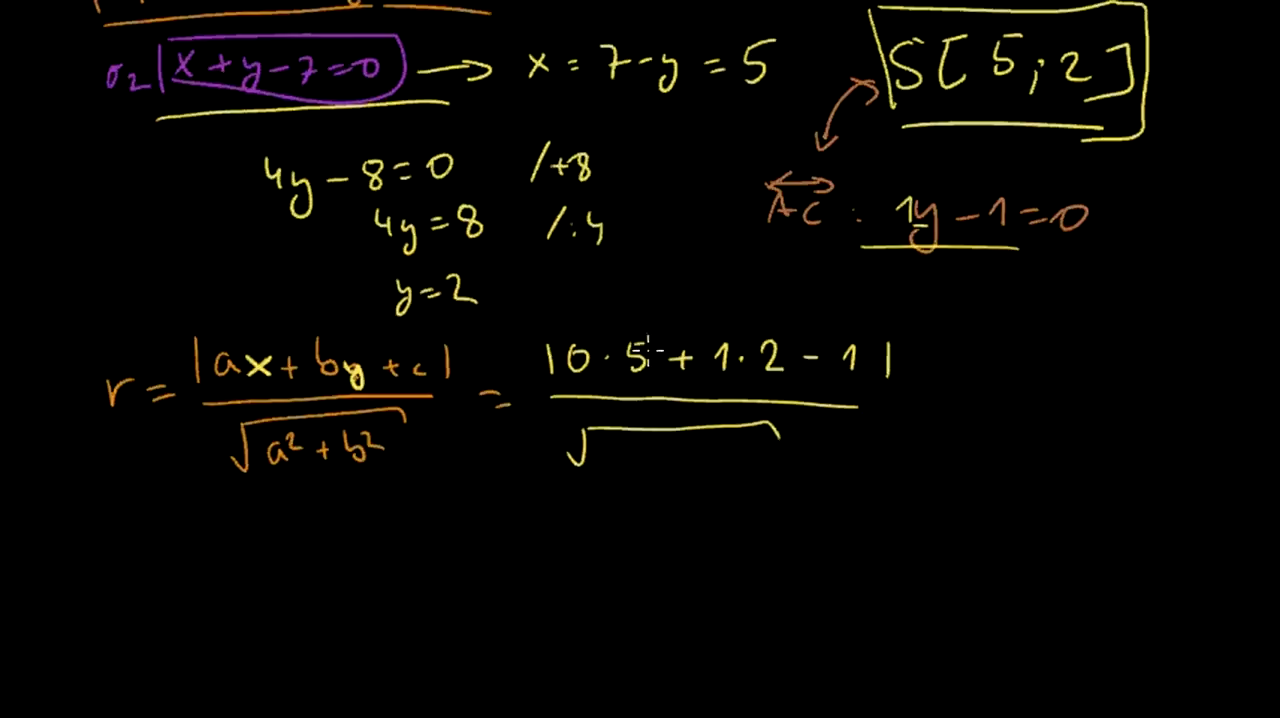 o₂ | x + y - 7 = 0 → x = 7 - y = 5
S[5;2]
4y - 8 = 0 /+8
4y = 8 /:4
y = 2
AC : 1y - 1 = 0
r = |ax + by + c| / √(a² + b²) = |0 · 5 + 1 · 2 - 1| / √